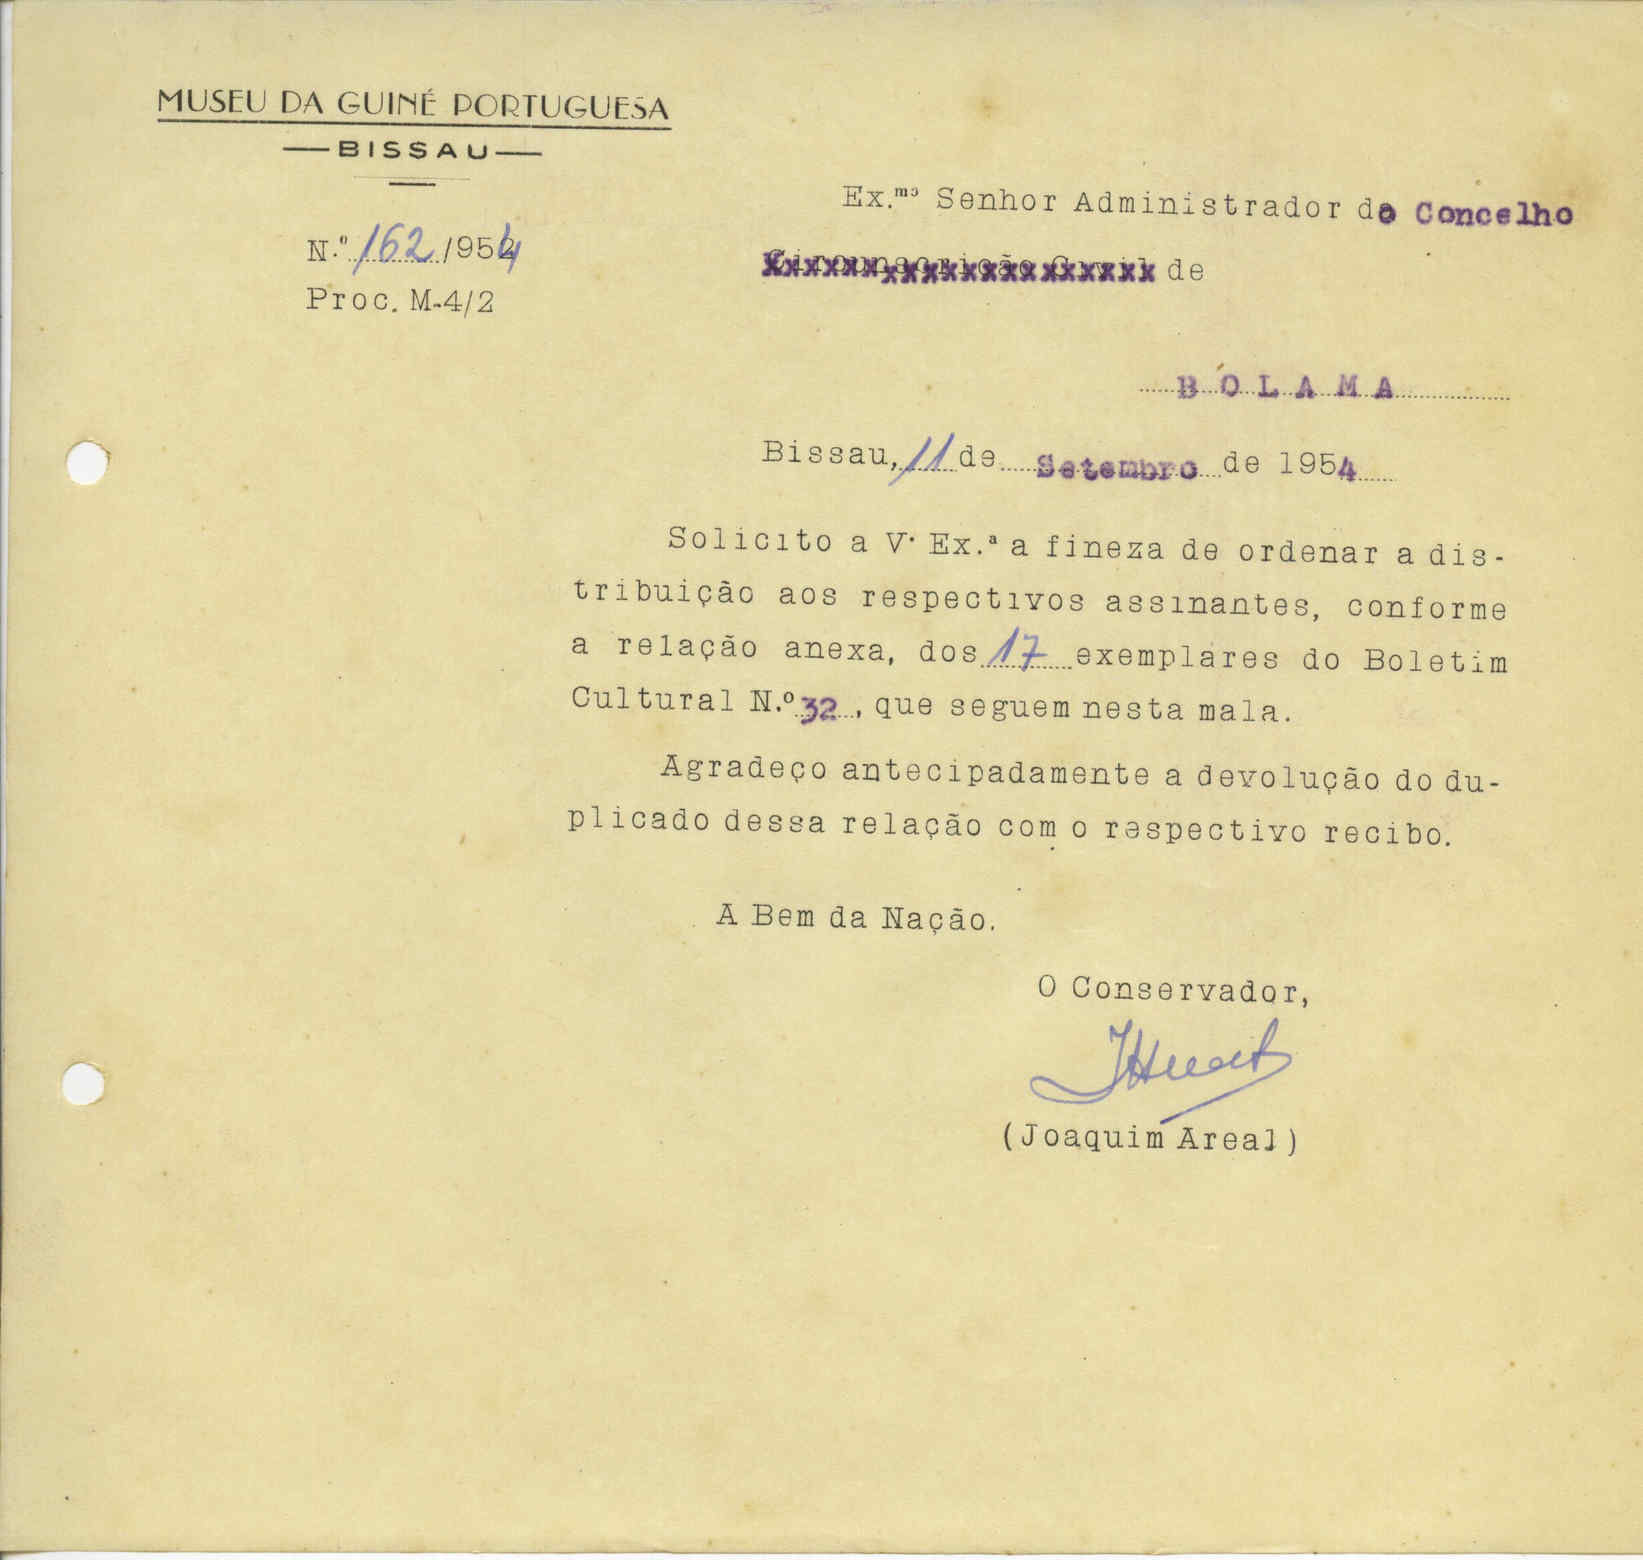 MUSEU DA GUINÉ PORTUGUESA
BISSAU
N.º 162/954
Proc. M-4/2
Ex.mo Senhor Administrador do Concelho
de
BOLAMA
Bissau, 11 de Setembro de 1954
Solicito a V. Ex.ª a fineza de ordenar a dis-
tribuição aos respectivos assinantes, conforme
a relação anexa, dos 17 exemplares do Boletim
Cultural N.º 32, que seguem nesta mala.
Agradeço antecipadamente a devolução do du-
plicado dessa relação com o respectivo recibo.
A Bem da Nação.
O Conservador,
(Joaquim Areal)